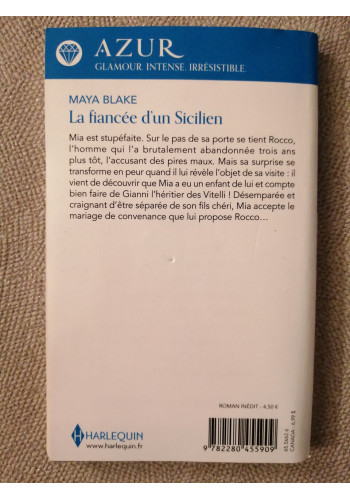 AZUR
GLAMOUR. INTENSE. IRRÉSISTIBLE.
MAYA BLAKE
La fiancée d'un Sicilien
Mia est stupéfaite. Sur le pas de sa porte se tient Rocco,
l'homme qui l'a brutalement abandonnée trois ans
plus tôt, l'accusant des pires maux. Mais sa surprise se
transforme en peur quand il lui révèle l'objet de sa visite : il
vient de découvrir que Mia a eu un enfant de lui et compte
bien faire de Gianni l'héritier des Vitelli ! Désemparée et
craignant d'être séparée de son fils chéri, Mia accepte le
mariage de convenance que lui propose Rocco...
ROMAN INÉDIT - 4,50 €
HARLEQUIN
www.harlequin.fr
9 782280 455909
CANADA : 6,99 $